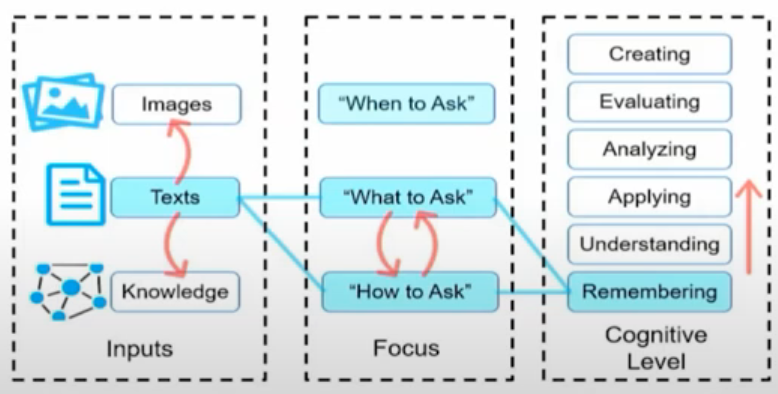 Images
Texts
Knowledge
Inputs
“When to Ask”
“What to Ask”
“How to Ask”
Focus
Creating
Evaluating
Analyzing
Applying
Understanding
Remembering
Cognitive
Level